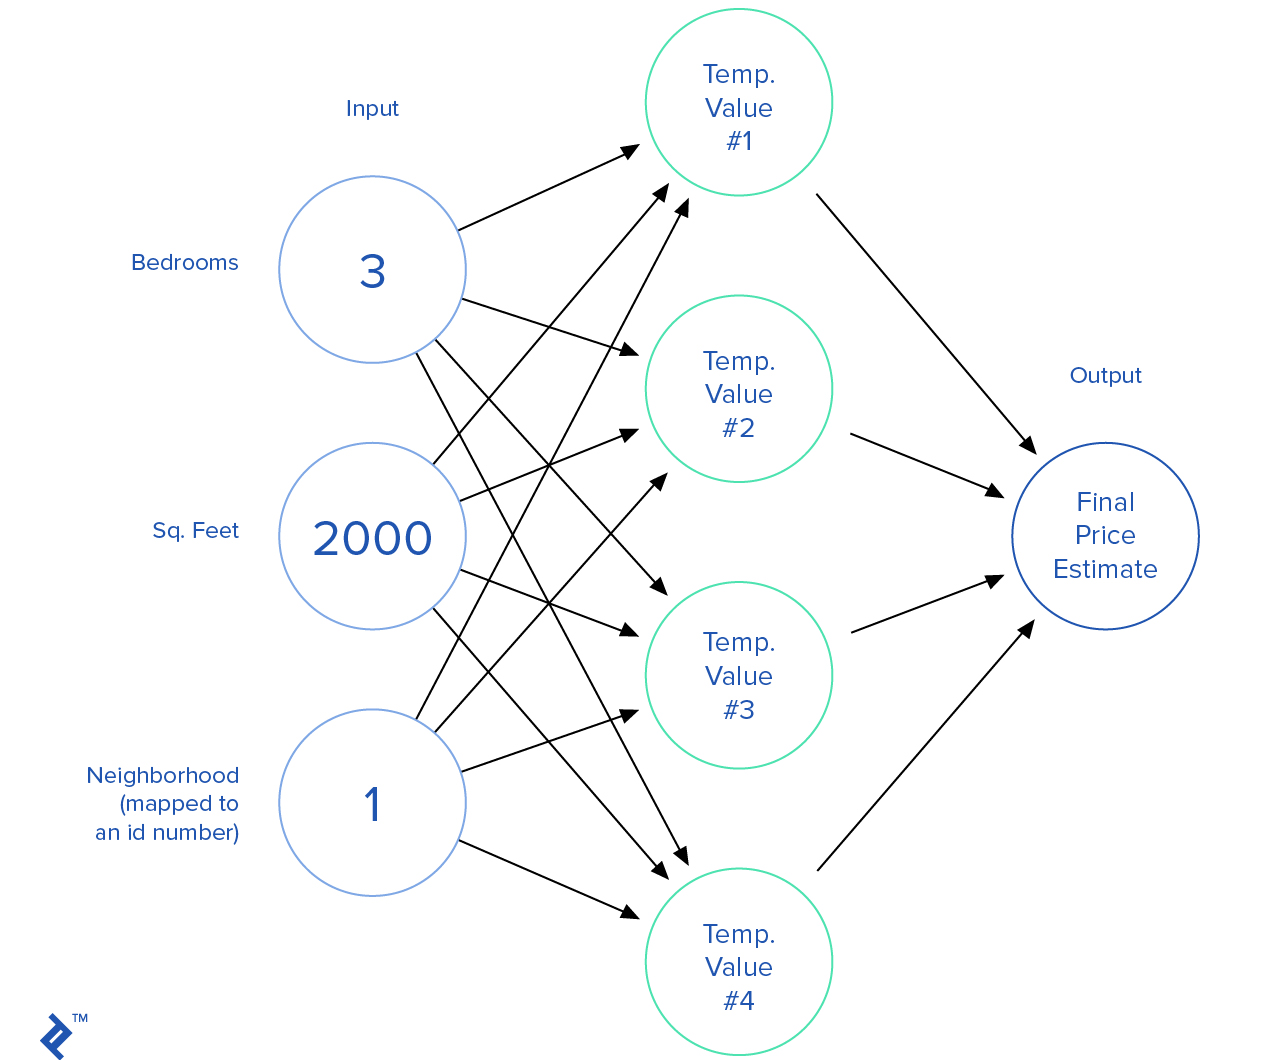 Input
Bedrooms
3
Sq. Feet
2000
Neighborhood
(mapped to
an id number)
1
Temp.
Value
#1
Temp.
Value
#2
Temp.
Value
#3
Temp.
Value
#4
Output
Final
Price
Estimate
TM